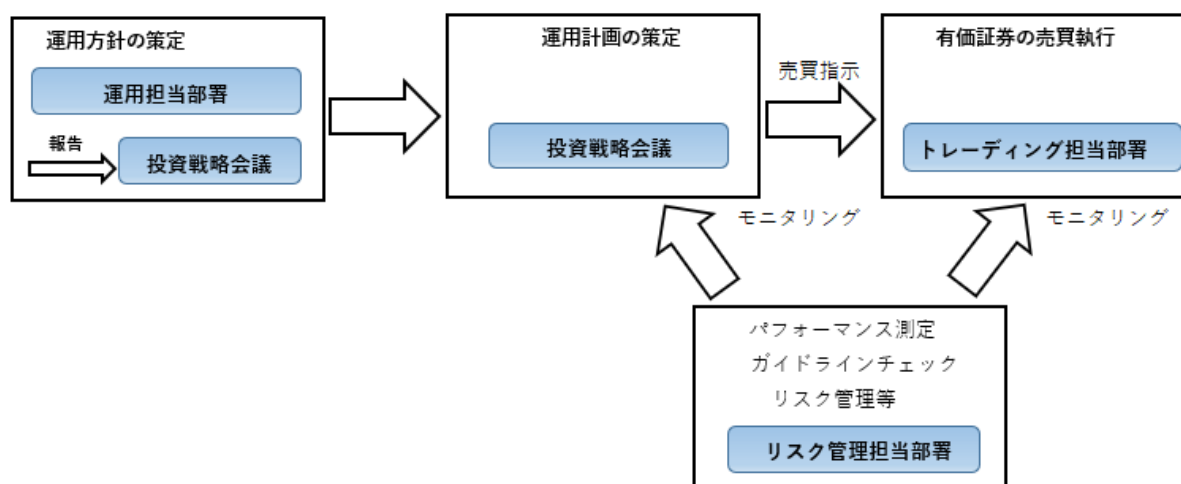 運用方針の策定
運用担当部署
報告
投資戦略会議
運用計画の策定
投資戦略会議
売買指示
有価証券の売買執行
トレーディング担当部署
モニタリング
モニタリング
パフォーマンス測定
ガイドラインチェック
リスク管理等
リスク管理担当部署